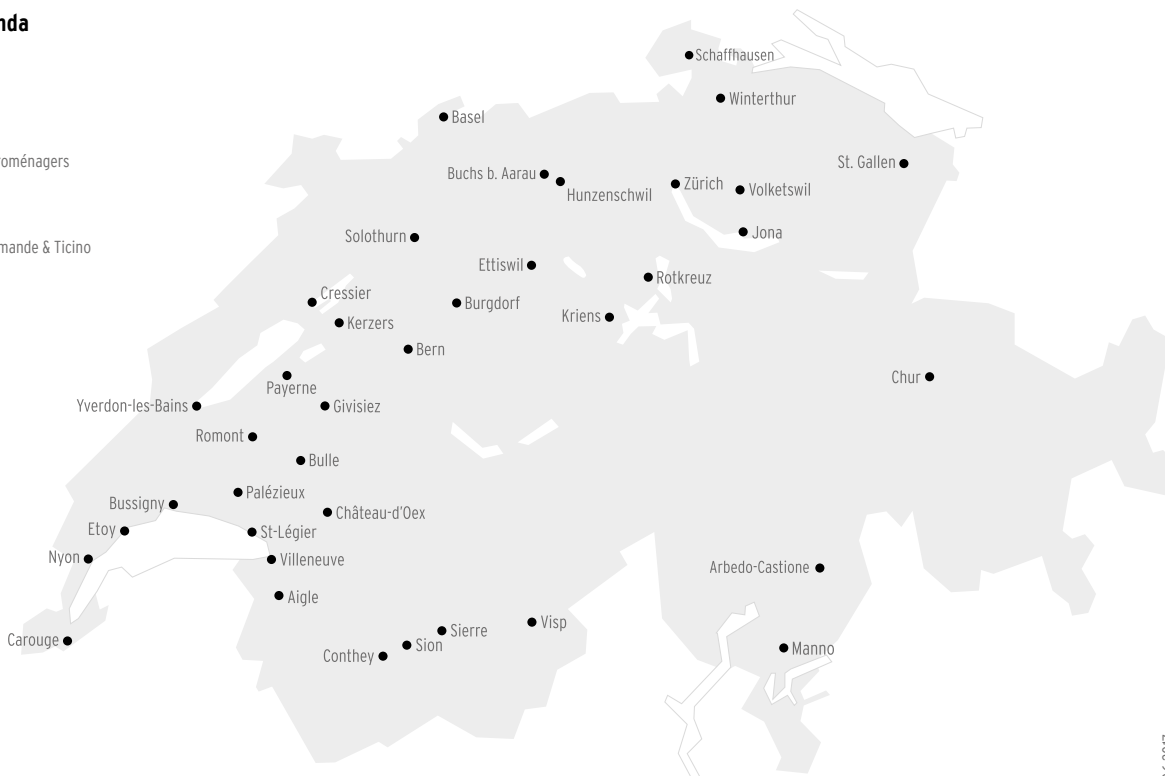 nda
Schaffhausen
Winterthur
Basel
oménagers
St. Gallen
Buchs b. Aarau
Zürich
Volketswil
Hunzenschwil
Jona
Solothurn
mande & Ticino
Ettiswil
Rotkreuz
Cressier
Burgdorf
Kriens
Kerzers
Bern
Chur
Payerne
Yverdon-les-Bains
Givisiez
Romont
Bulle
Palézieux
Bussigny
Château-d'Oex
Etoy
St-Légier
Nyon
Villeneuve
Arbedo-Castione
Aigle
Visp
Sierre
Carouge
Sion
Manno
Conthey